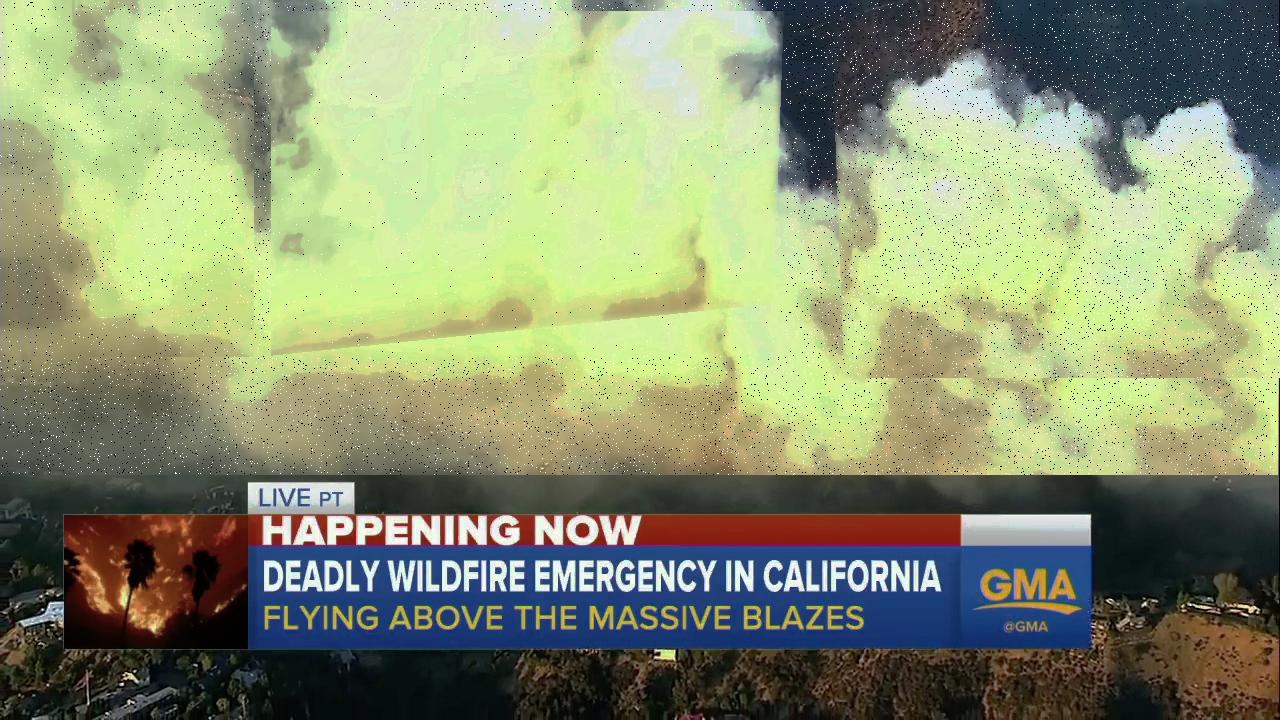 LIVE PT
HAPPENING NOW
DEADLY WILDFIRE EMERGENCY IN CALIFORNIA
FLYING ABOVE THE MASSIVE BLAZES
GMA
@GMA